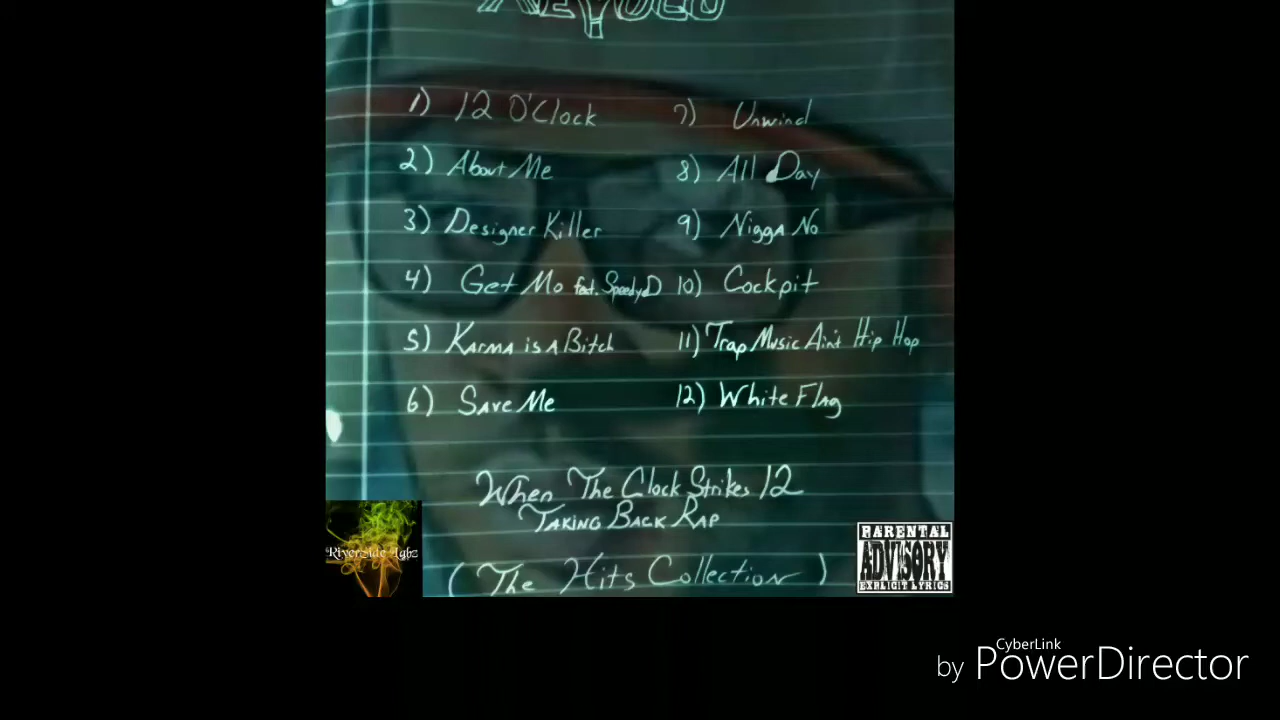 1) 12 O'Clock
2) About Me
3) Designer Killer
4) Get Mo feat. SpeedyD
5) Karma is a Bitch
6) Save Me
7) Unwind
8) All Day
9) Nigga No
10) Cockpit
11) Trap Music Ain't Hip Hop
12) White Flag
When The Clock Strikes 12
Taking Back Rap
(The Hits Collection)
Riverside Labz
PARENTAL
ADVISORY
EXPLICIT LYRICS
CyberLink
by PowerDirector